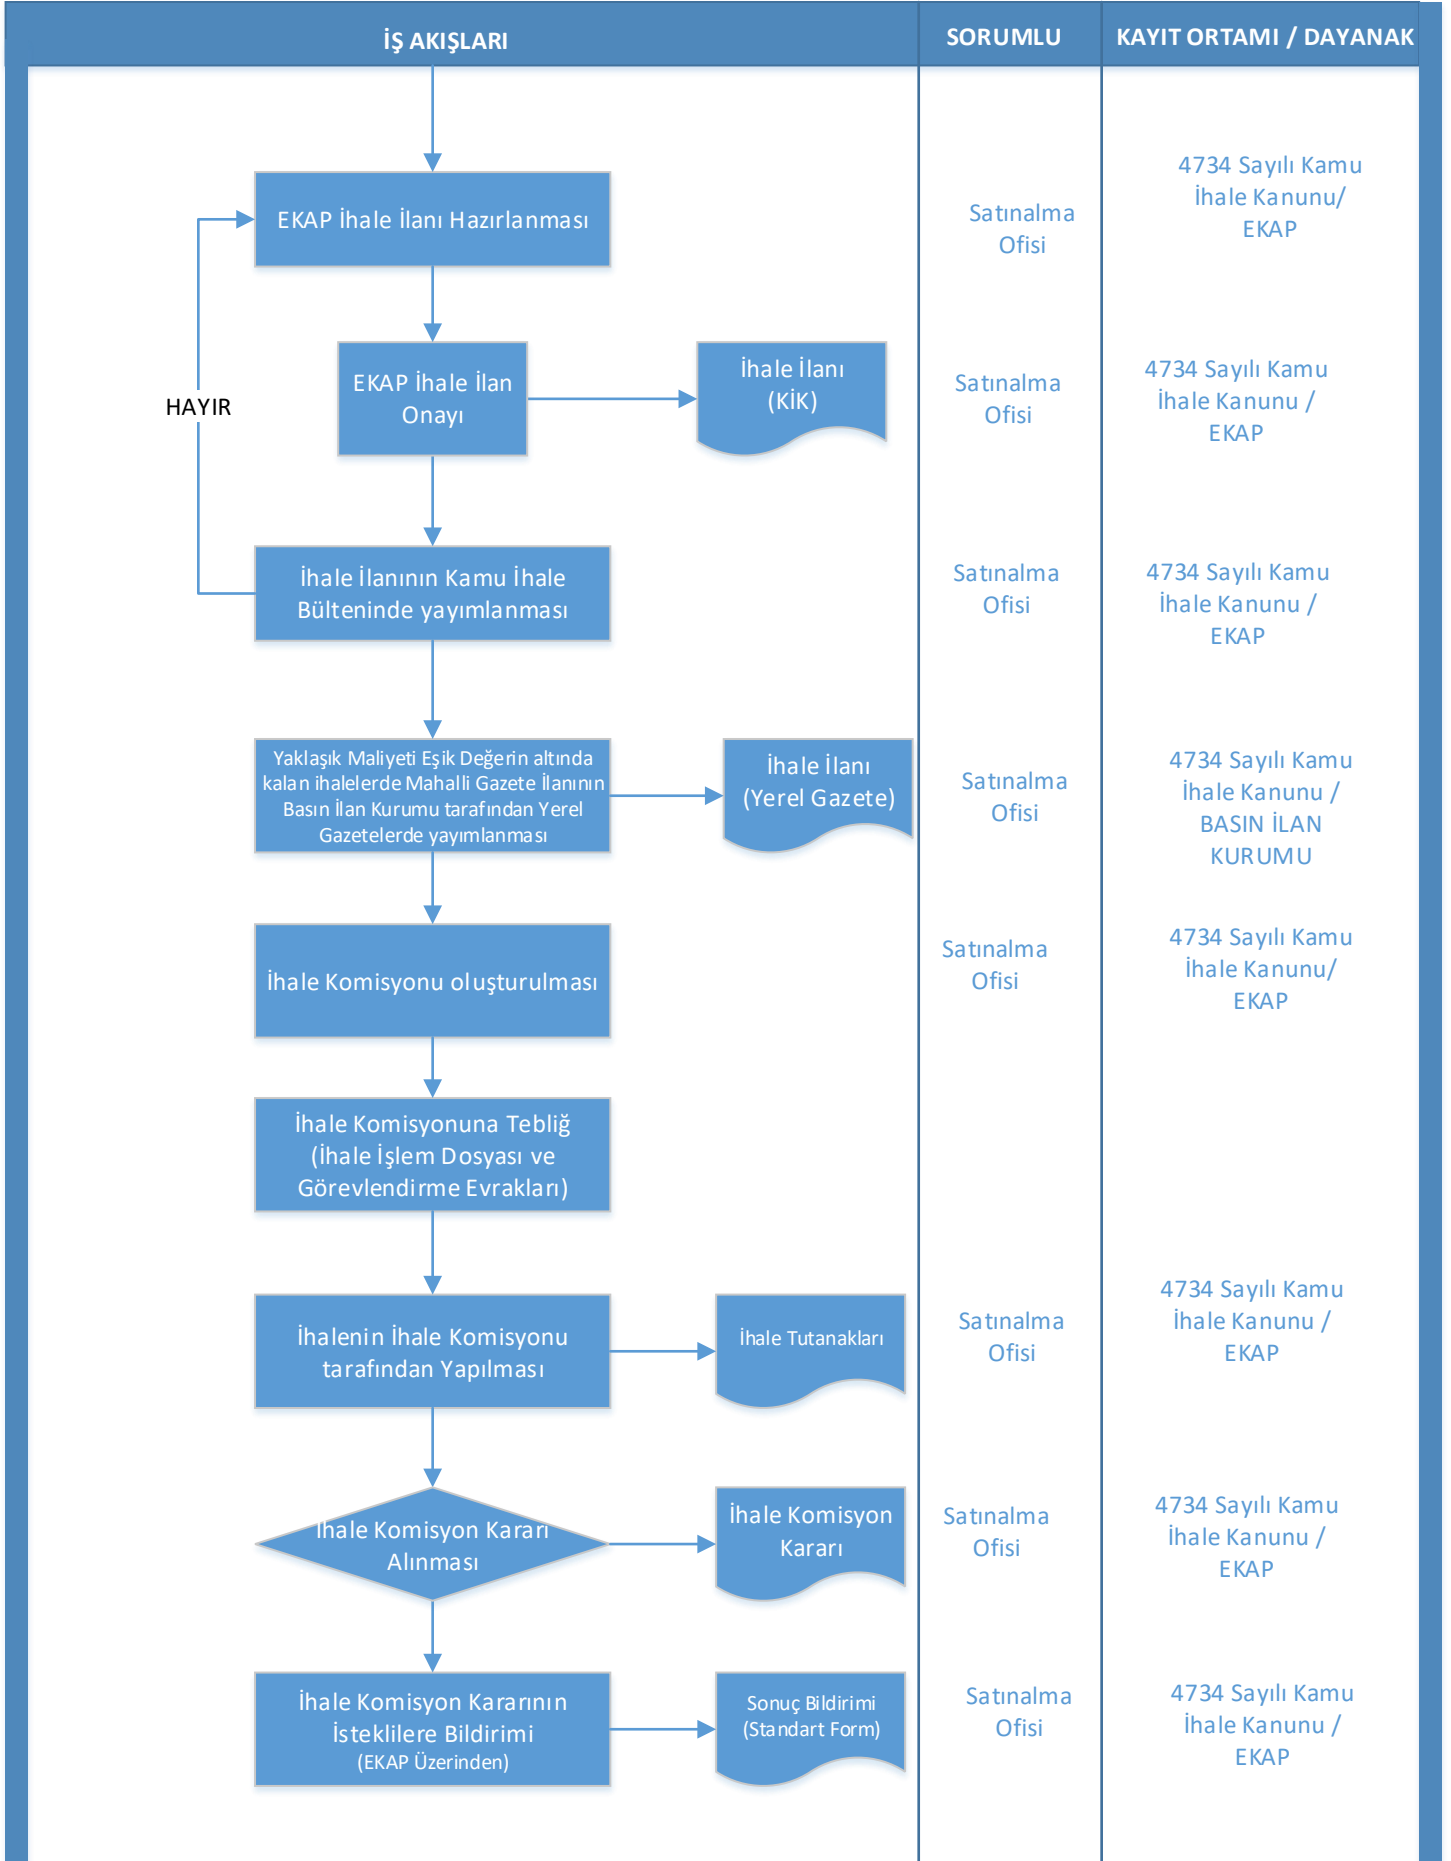 İŞ AKIŞLARI
SORUMLU
KAYIT ORTAMI / DAYANAK
EKAP İhale İlanı Hazırlanması
Satınalma
Ofisi
4734 Sayılı Kamu
İhale Kanunu/
EKAP
HAYIR
EKAP İhale İlan
Onayı
İhale İlanı
(KİK)
Satınalma
Ofisi
4734 Sayılı Kamu
İhale Kanunu /
EKAP
İhale İlanının Kamu İhale
Bülteninde yayımlanması
Satınalma
Ofisi
4734 Sayılı Kamu
İhale Kanunu /
EKAP
Yaklaşık Maliyeti Eşik Değerin altında
kalan ihalelerde Mahalli Gazete İlanının
Basın İlan Kurumu tarafından Yerel
Gazetelerde yayımlanması
İhale İlanı
(Yerel Gazete)
Satınalma
Ofisi
4734 Sayılı Kamu
İhale Kanunu /
BASIN İLAN
KURUMU
İhale Komisyonu oluşturulması
Satınalma
Ofisi
4734 Sayılı Kamu
İhale Kanunu/
EKAP
İhale Komisyonuna Tebliğ
(İhale İşlem Dosyası ve
Görevlendirme Evrakları)
İhalenin İhale Komisyonu
tarafından Yapılması
İhale Tutanakları
Satınalma
Ofisi
4734 Sayılı Kamu
İhale Kanunu /
EKAP
İhale Komisyon Kararı
Alınması
İhale Komisyon
Kararı
Satınalma
Ofisi
4734 Sayılı Kamu
İhale Kanunu /
EKAP
İhale Komisyon Kararının
İsteklilere Bildirimi
(EKAP Üzerinden)
Sonuç Bildirimi
(Standart Form)
Satınalma
Ofisi
4734 Sayılı Kamu
İhale Kanunu /
EKAP